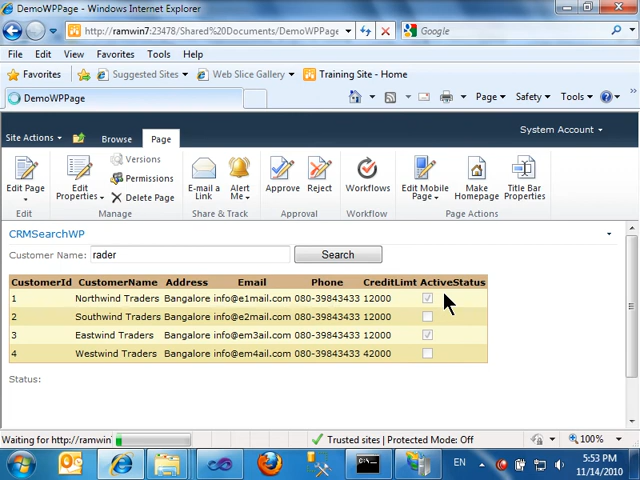 DemoWPPage - Windows Internet Explorer
http://ramwin7:23478/Shared%20Documents/DemoWPPage
Google
File Edit View Favorites Tools Help
Favorites Suggested Sites Web Slice Gallery Training Site - Home
DemoWPPage Page Safety Tools
Site Actions Browse Page System Account
Edit Page Edit Properties Versions Permissions Delete Page E-mail a Link Alert Me Approve Reject Workflows Edit Mobile Page Make Homepage Title Bar Properties
Edit Manage Share & Track Approval Page Actions
CRMSearchWP
Customer Name: rader Search
CustomerId CustomerName Address Email Phone CreditLimt ActiveStatus
1 Northwind Traders Bangalore info@e1mail.com 080-39843433 12000
2 Southwind Traders Bangalore info@e2mail.com 080-39843433 12000
3 Eastwind Traders Bangalore info@em3ail.com 080-39843433 12000
4 Westwind Traders Bangalore info@em4ail.com 080-39843433 42000
Status:
Waiting for http://ramwin Trusted sites | Protected Mode: Off 100%
EN 5:53 PM
11/14/2010